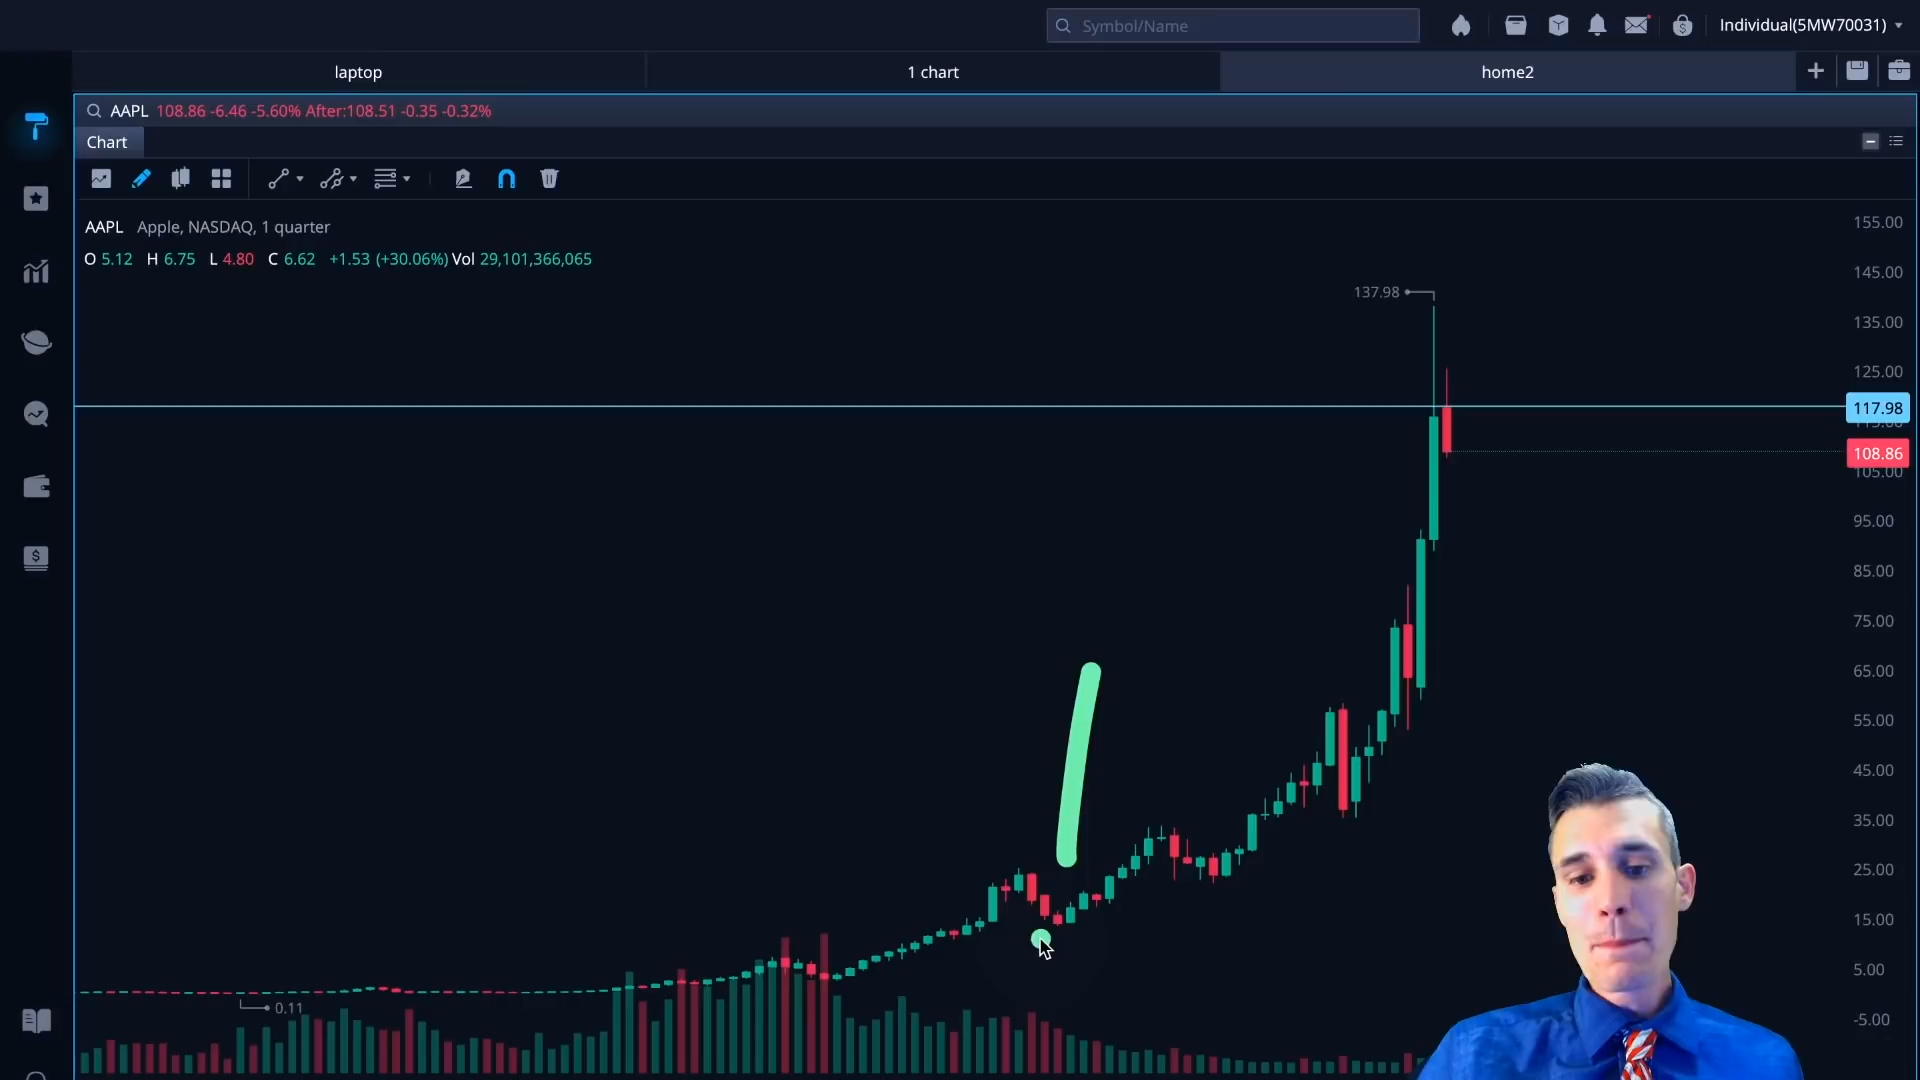 Symbol/Name
Individual(5MW70031)
laptop
1 chart
home2
AAPL 108.86 -6.46 -5.60% After:108.51 -0.35 -0.32%
Chart
AAPL Apple, NASDAQ, 1 quarter
O 5.12 H 6.75 L 4.80 C 6.62 +1.53 (+30.06%) Vol 29,101,366,065
155.00
145.00
137.98
135.00
125.00
117.98
115.00
108.86
105.00
95.00
85.00
75.00
65.00
55.00
45.00
35.00
25.00
15.00
5.00
0.11
-5.00